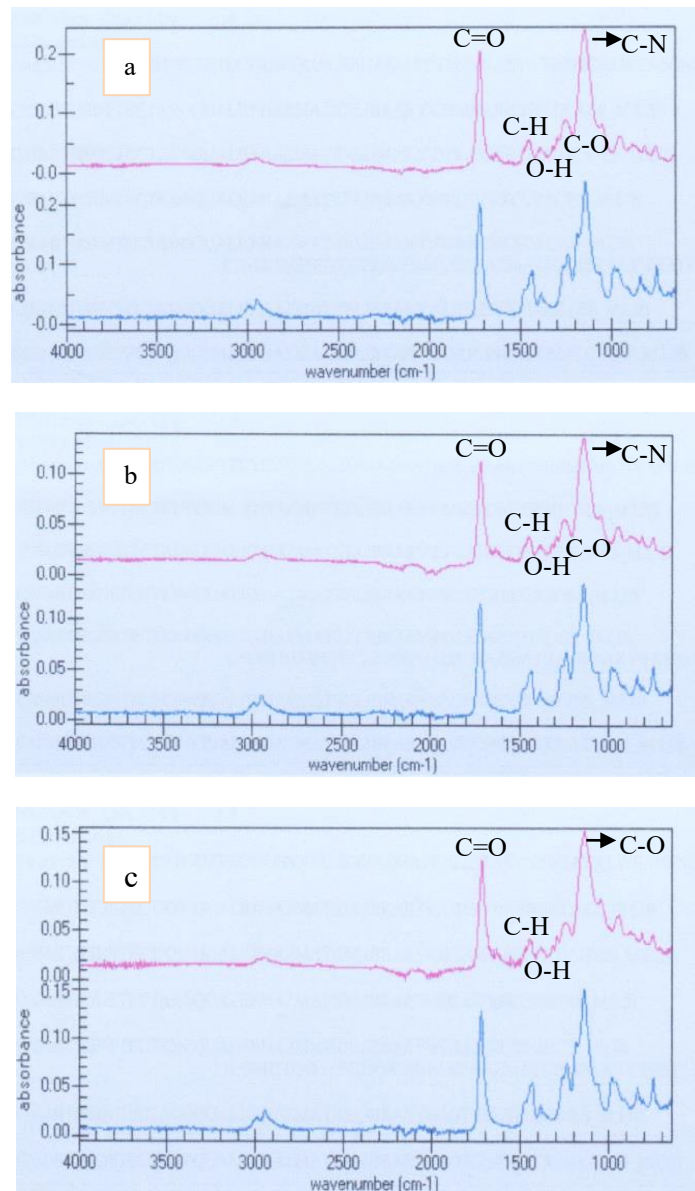 a
C=O
C-N
C-H
C-O
O-H
0.2
0.1
-0.0
0.2
0.1
-0.0
absorbance
4000 3500 3000 2500 2000 1500 1000
wavenumber (cm-1)
b
C=O
C-N
C-H
C-O
O-H
0.10
0.05
0.00
0.10
0.05
0.00
absorbance
4000 3500 3000 2500 2000 1500 1000
wavenumber (cm-1)
c
C=O
C-O
C-H
O-H
0.15
0.10
0.05
0.00
0.15
0.10
0.05
0.00
absorbance
4000 3500 3000 2500 2000 1500 1000
wavenumber (cm-1)